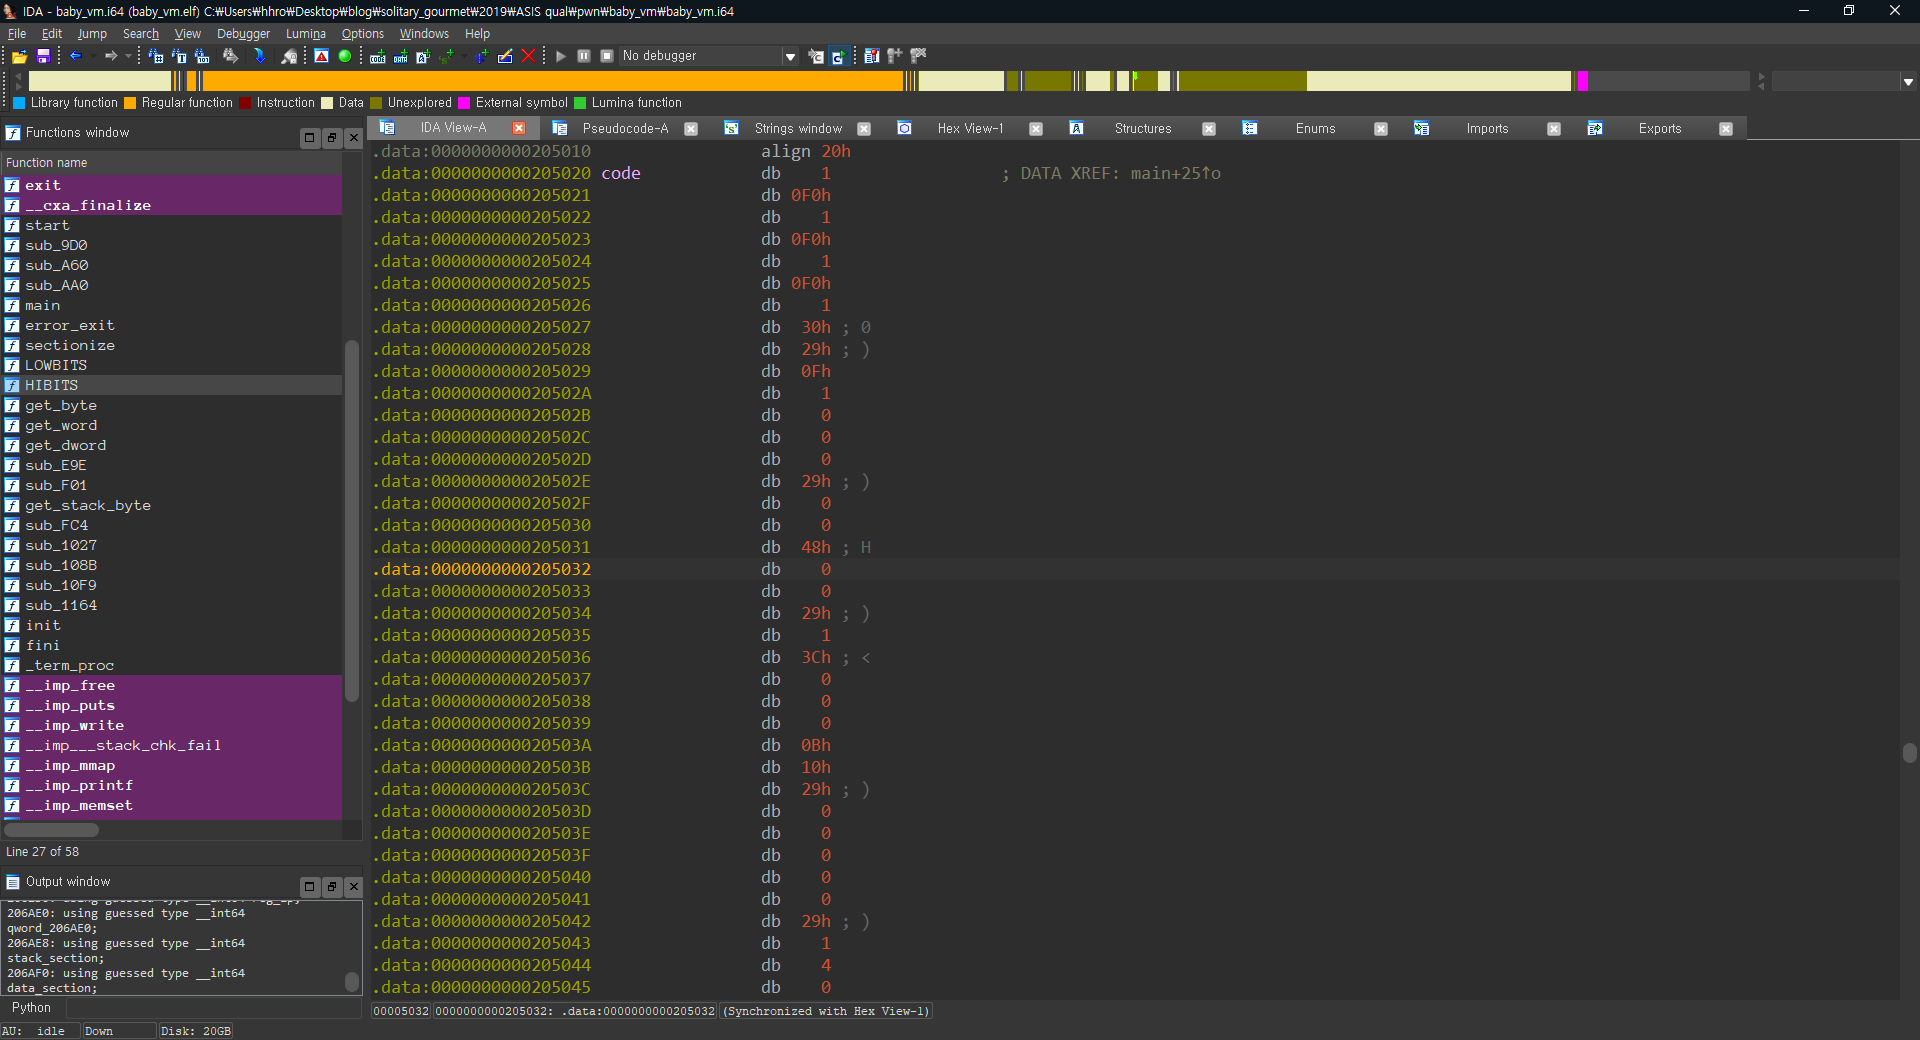 IDA - baby_vm.i64 (baby_vm.elf) C:₩Users₩hhro₩Desktop₩blog₩solitary_gourmet₩2019₩ASIS qual₩pwn₩baby_vm₩baby_vm.i64
File Edit Jump Search View Debugger Lumina Options Windows Help
No debugger
Library function Regular function Instruction Data Unexplored External symbol Lumina function
Functions window
Function name
exit
__cxa_finalize
start
sub_9D0
sub_A60
sub_AA0
main
error_exit
sectionize
LOWBITS
HIBITS
get_byte
get_word
get_dword
sub_E9E
sub_F01
get_stack_byte
sub_FC4
sub_1027
sub_108B
sub_10F9
sub_1164
init
fini
_term_proc
__imp_free
__imp_puts
__imp_write
__imp___stack_chk_fail
__imp_mmap
__imp_printf
__imp_memset
Line 27 of 58
Output window
206AE0: using guessed type __int64
qword_206AE0;
206AE8: using guessed type __int64
stack_section;
206AF0: using guessed type __int64
data_section;
Python
IDA View-A Pseudocode-A Strings window Hex View-1 Structures Enums Imports Exports
.data:0000000000205010 align 20h
.data:0000000000205020 code db 1 ; DATA XREF: main+25↑o
.data:0000000000205021 db 0F0h
.data:0000000000205022 db 1
.data:0000000000205023 db 0F0h
.data:0000000000205024 db 1
.data:0000000000205025 db 0F0h
.data:0000000000205026 db 1
.data:0000000000205027 db 30h ; 0
.data:0000000000205028 db 29h ; )
.data:0000000000205029 db 0Fh
.data:000000000020502A db 1
.data:000000000020502B db 0
.data:000000000020502C db 0
.data:000000000020502D db 0
.data:000000000020502E db 29h ; )
.data:000000000020502F db 0
.data:0000000000205030 db 0
.data:0000000000205031 db 48h ; H
.data:0000000000205032 db 0
.data:0000000000205033 db 0
.data:0000000000205034 db 29h ; )
.data:0000000000205035 db 1
.data:0000000000205036 db 3Ch ; <
.data:0000000000205037 db 0
.data:0000000000205038 db 0
.data:0000000000205039 db 0
.data:000000000020503A db 0Bh
.data:000000000020503B db 10h
.data:000000000020503C db 29h ; )
.data:000000000020503D db 0
.data:000000000020503E db 0
.data:000000000020503F db 0
.data:0000000000205040 db 0
.data:0000000000205041 db 0
.data:0000000000205042 db 29h ; )
.data:0000000000205043 db 1
.data:0000000000205044 db 4
.data:0000000000205045 db 0
00005032 0000000000205032: .data:0000000000205032 (Synchronized with Hex View-1)
AU: idle Down Disk: 20GB